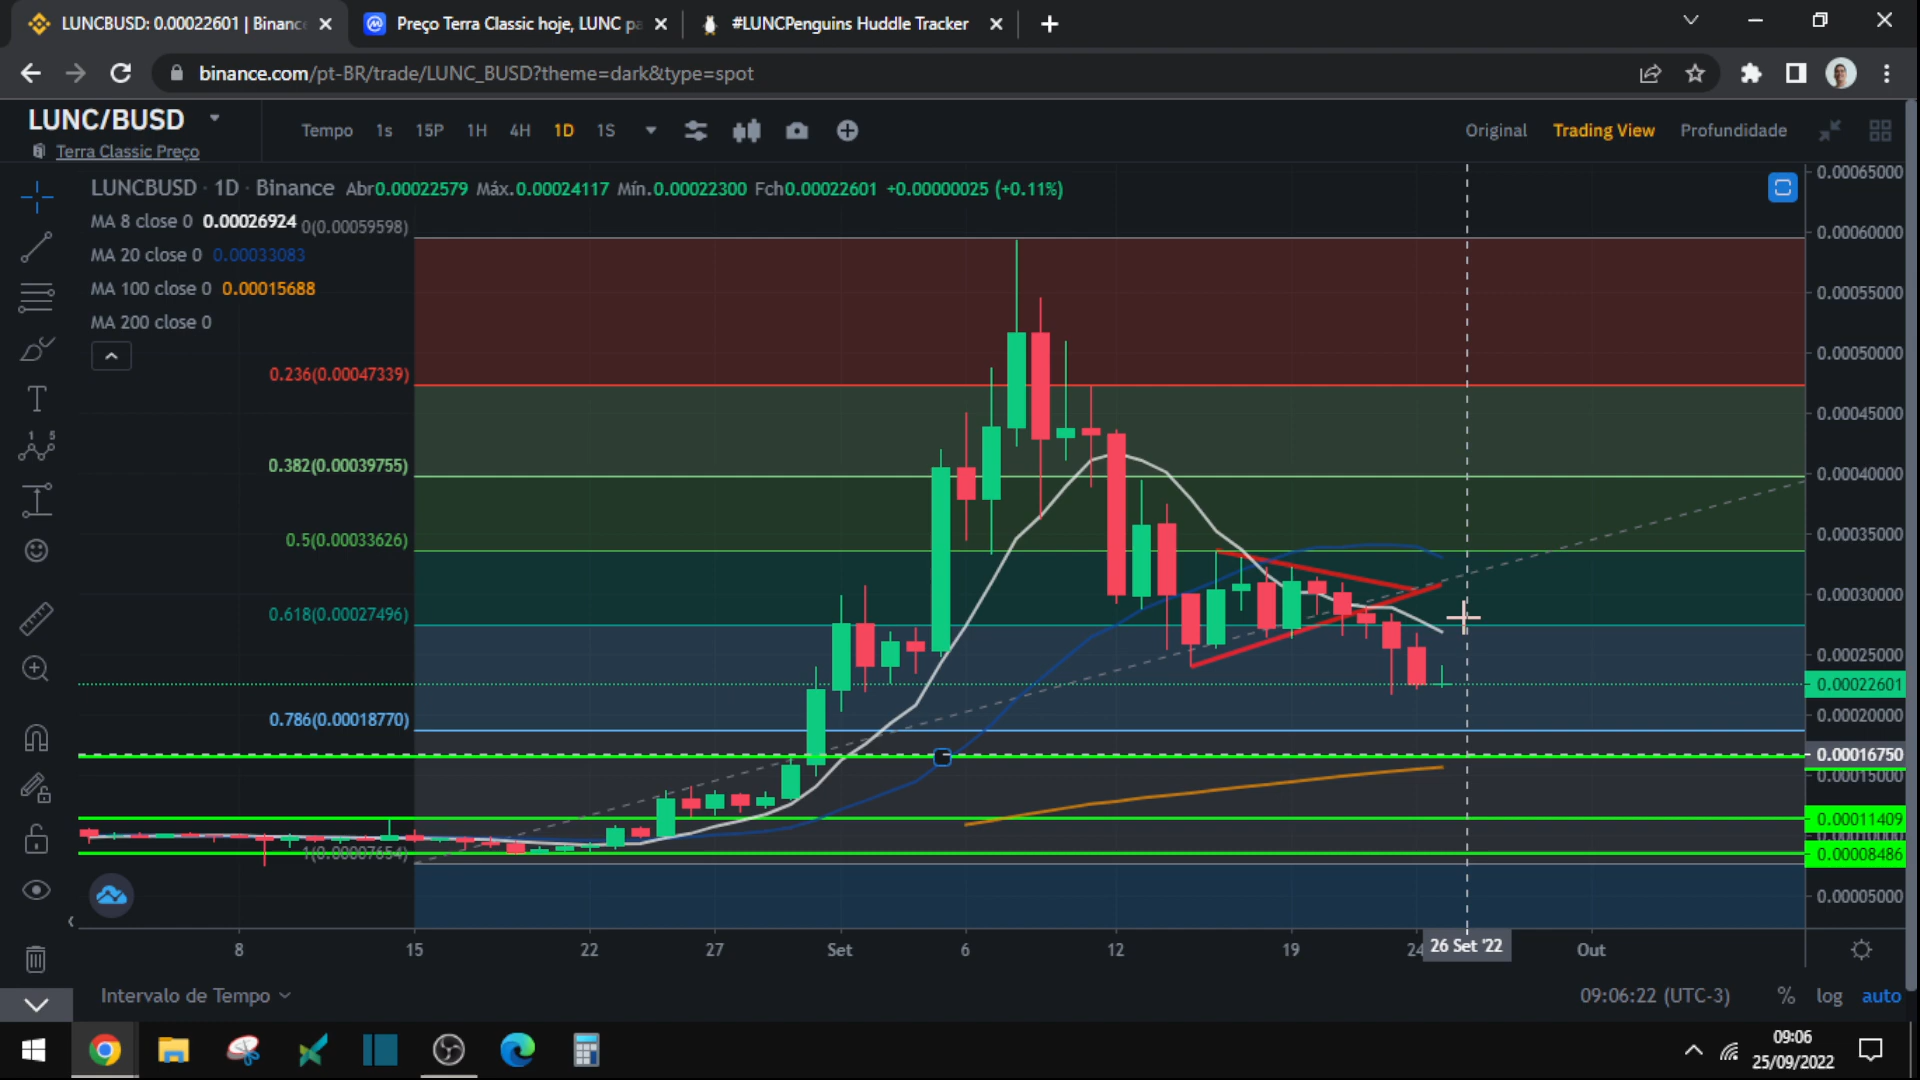 LUNCBUSD: 0.00022601 | Binanc
Preço Terra Classic hoje, LUNC pa
#LUNCPenguins Huddle Tracker
binance.com/pt-BR/trade/LUNC_BUSD?theme=dark&type=spot
LUNC/BUSD
Terra Classic Preço
Tempo 1s 15P 1H 4H 1D 1S
Original Trading View Profundidade
LUNCBUSD · 1D · Binance Abr0.00022579 Máx.0.00024117 Mín.0.00022300 Fch0.00022601 +0.00000025 (+0.11%)
MA 8 close 0 0.00026924
MA 20 close 0 0.00033083
MA 100 close 0 0.00015688
MA 200 close 0
0(0.00059598)
0.236(0.00047339)
0.382(0.00039755)
0.5(0.00033626)
0.618(0.00027496)
0.786(0.00018770)
1(0.00007654)
0.00065000
0.00060000
0.00055000
0.00050000
0.00045000
0.00040000
0.00035000
0.00030000
0.00025000
0.00022601
0.00020000
0.00016750
0.00015000
0.00011409
0.00008486
0.00005000
8 15 22 27 Set 6 12 19 24 26 Set '22 Out
Intervalo de Tempo
09:06:22 (UTC-3) % log auto
09:06
25/09/2022